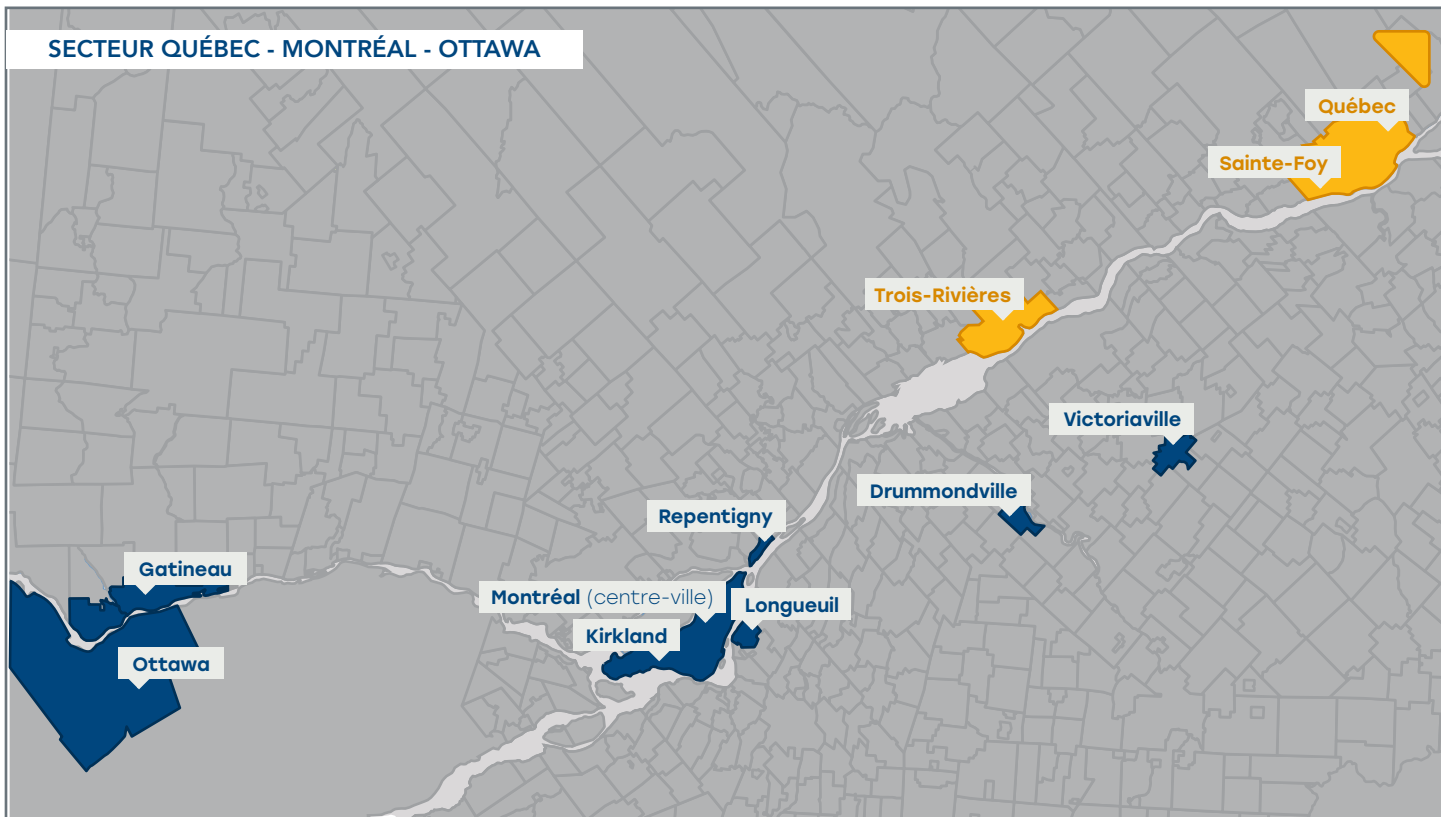 SECTEUR QUÉBEC - MONTRÉAL - OTTAWA
Québec
Sainte-Foy
Trois-Rivières
Victoriaville
Drummondville
Repentigny
Gatineau
Montréal (centre-ville)
Longueuil
Kirkland
Ottawa